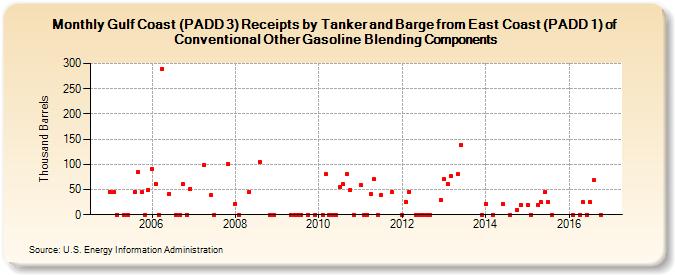 Monthly Gulf Coast (PADD 3) Receipts by Tanker and Barge from East Coast (PADD 1) of
Conventional Other Gasoline Blending Components
Thousand Barrels
300
250
200
150
100
50
0
2006 2008 2010 2012 2014 2016
Source: U.S. Energy Information Administration